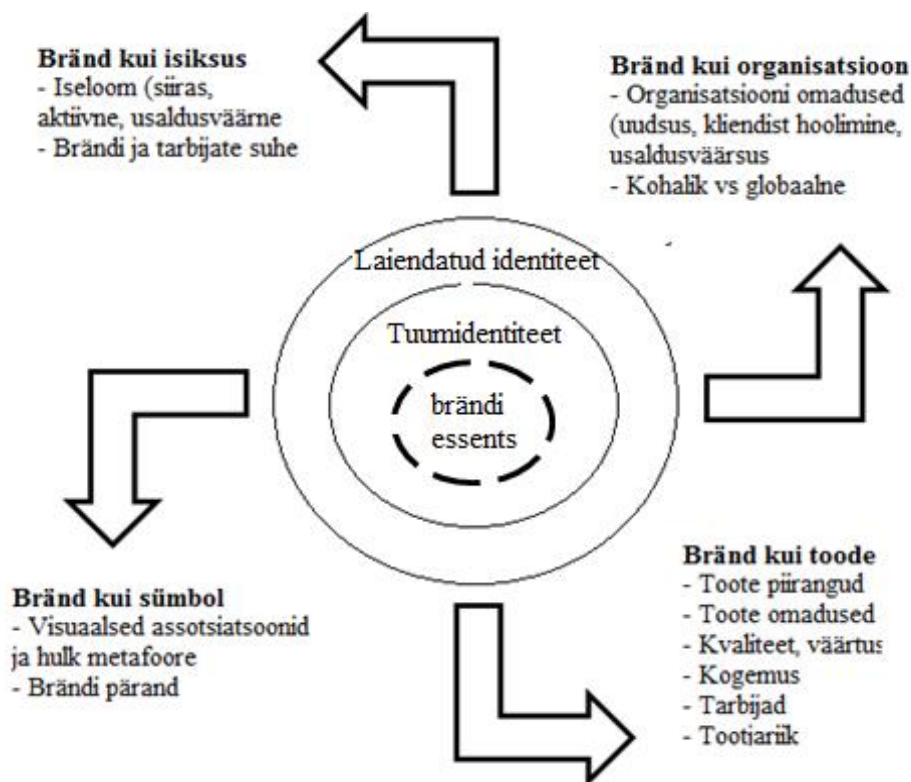 Bränd kui isiksus
- Iseloom (siiras,
aktiivne, usaldusväärne
- Brändi ja tarbijate suhe
Bränd kui organisatsioon
- Organisatsiooni omadused
(uudsus, kliendist hoolimine,
usaldusväärsus
- Kohalik vs globaalne
Laiendatud identiteet
Tuumidentiteet
brändi
essents
Bränd kui sümbol
- Visuaalsed assotsiatsoonid
ja hulk metafoore
- Brändi pärand
Bränd kui toode
- Toote piirangud
- Toote omadused
- Kvaliteet, väärtus
- Kogemus
- Tarbijad
- Tootjariik